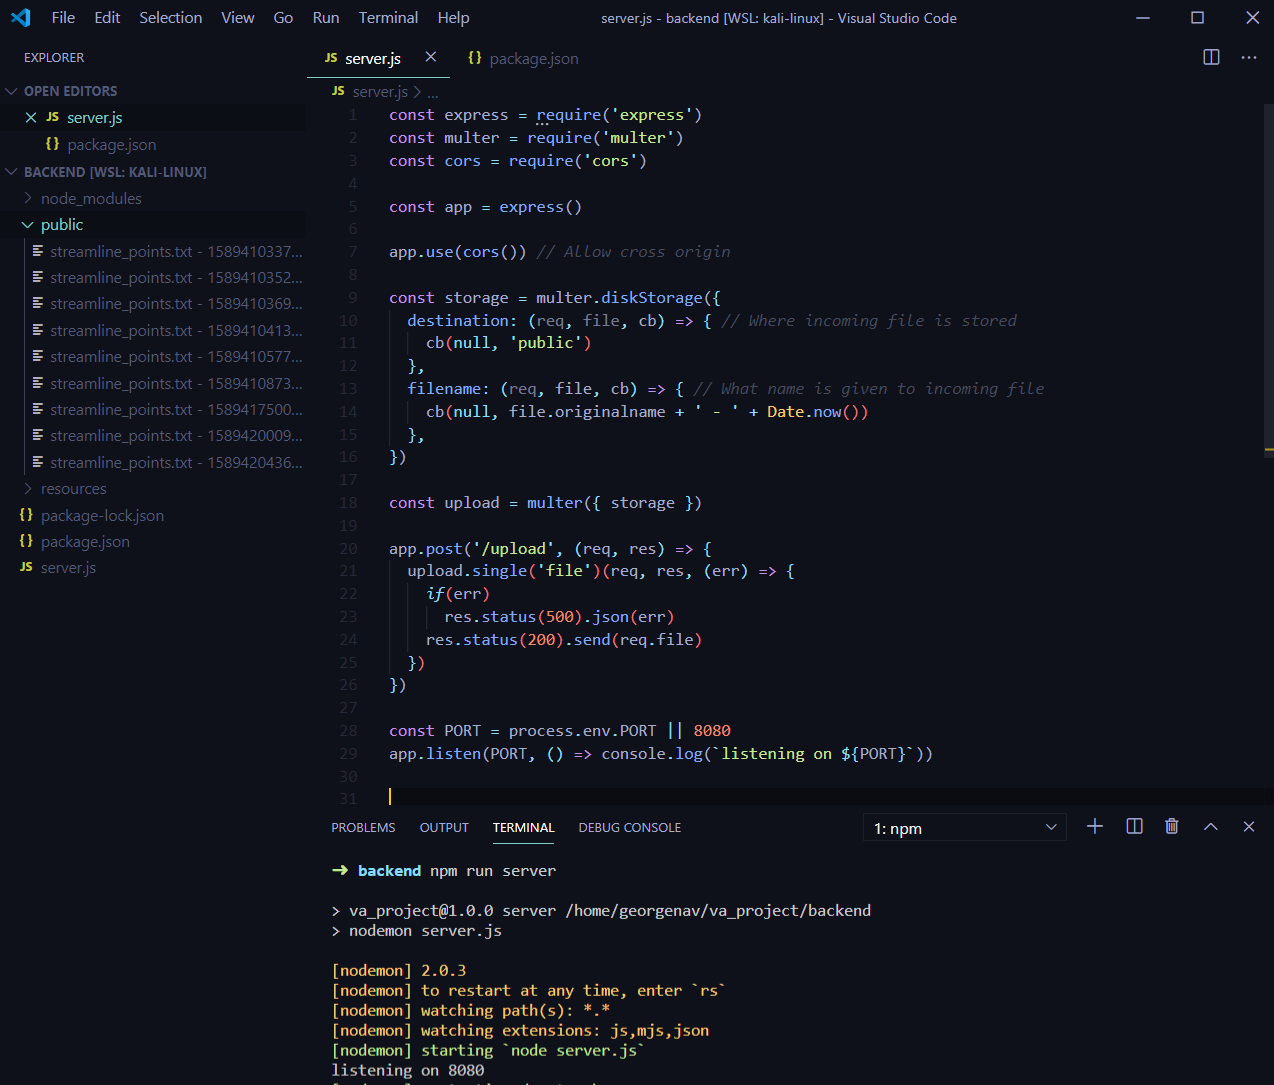 File Edit Selection View Go Run Terminal Help
server.js - backend [WSL: kali-linux] - Visual Studio Code
EXPLORER
OPEN EDITORS
JS server.js
{} package.json
BACKEND [WSL: KALI-LINUX]
node_modules
public
streamline_points.txt - 1589410337...
streamline_points.txt - 1589410352...
streamline_points.txt - 1589410369...
streamline_points.txt - 1589410413...
streamline_points.txt - 1589410577...
streamline_points.txt - 1589410873...
streamline_points.txt - 1589417500...
streamline_points.txt - 1589420009...
streamline_points.txt - 1589420436...
resources
{} package-lock.json
{} package.json
JS server.js
JS server.js
{} package.json
JS server.js > ...
1 const express = require('express')
2 const multer = require('multer')
3 const cors = require('cors')
4
5 const app = express()
6
7 app.use(cors()) // Allow cross origin
8
9 const storage = multer.diskStorage({
10 destination: (req, file, cb) => { // Where incoming file is stored
11 cb(null, 'public')
12 },
13 filename: (req, file, cb) => { // What name is given to incoming file
14 cb(null, file.originalname + ' - ' + Date.now())
15 },
16 })
17
18 const upload = multer({ storage })
19
20 app.post('/upload', (req, res) => {
21 upload.single('file')(req, res, (err) => {
22 if(err)
23 res.status(500).json(err)
24 res.status(200).send(req.file)
25 })
26 })
27
28 const PORT = process.env.PORT || 8080
29 app.listen(PORT, () => console.log(`listening on ${PORT}`))
30
31
PROBLEMS OUTPUT TERMINAL DEBUG CONSOLE
1: npm
➜ backend npm run server
> va_project@1.0.0 server /home/georgenav/va_project/backend
> nodemon server.js
[nodemon] 2.0.3
[nodemon] to restart at any time, enter `rs`
[nodemon] watching path(s): *.*
[nodemon] watching extensions: js,mjs,json
[nodemon] starting `node server.js`
listening on 8080